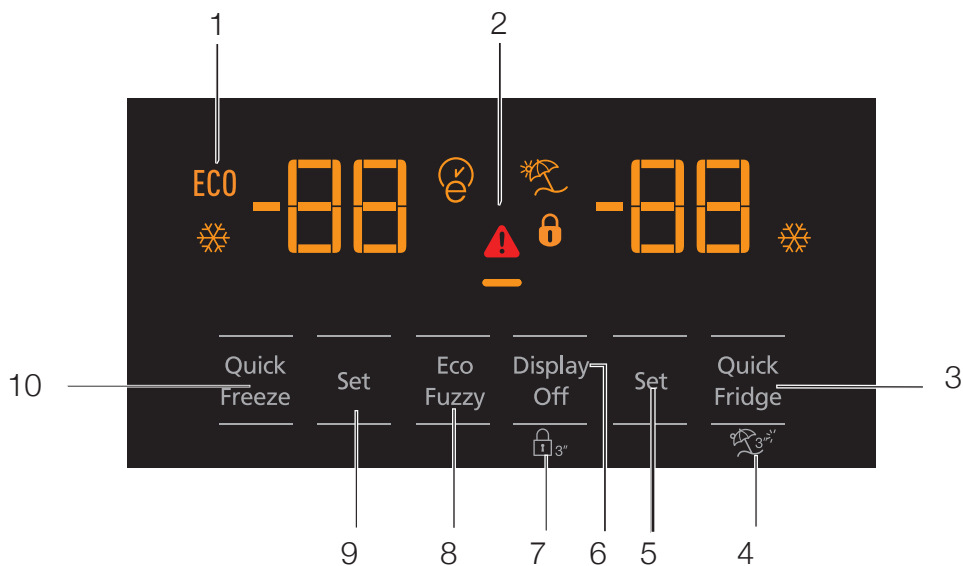 1
2
ECO
-88
-88
Quick
Freeze
Set
Eco
Fuzzy
Display
Off
Set
Quick
Fridge
3"
3"
10
3
9
8
7
6
5
4